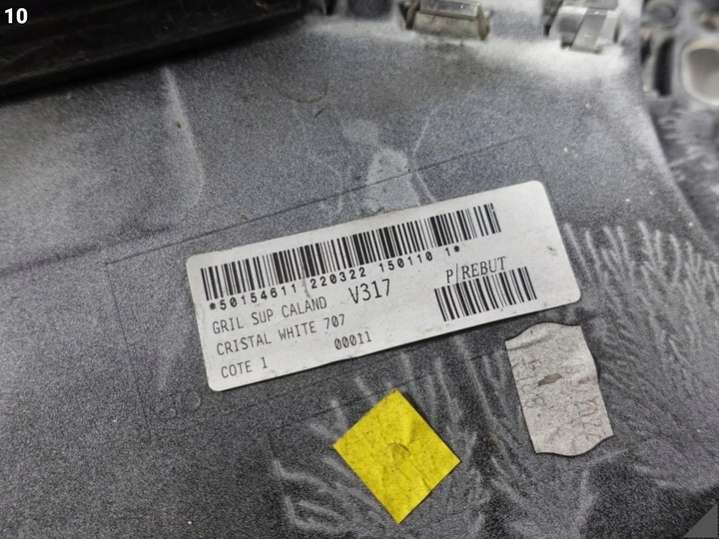 10
*50154611 220322 150110 1*
GRIL SUP CALAND V317
P/REBUT
CRISTAL WHITE 707
COTE 1 00011